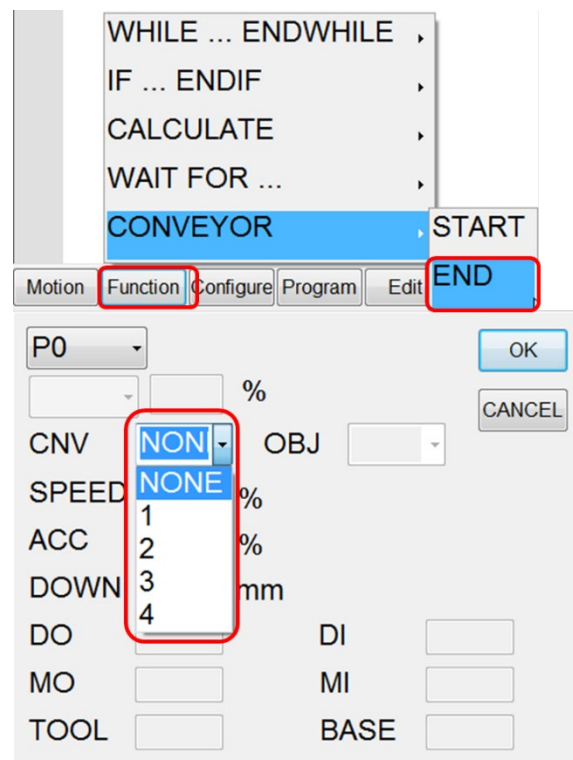 WHILE ... ENDWHILE
IF ... ENDIF
CALCULATE
WAIT FOR ...
CONVEYOR START
END
Motion Function Configure Program Edit
P0 OK
% CANCEL
CNV NON OBJ
NONE
SPEED %
1
ACC 2 %
DOWN 3 mm
4
DO DI
MO MI
TOOL BASE